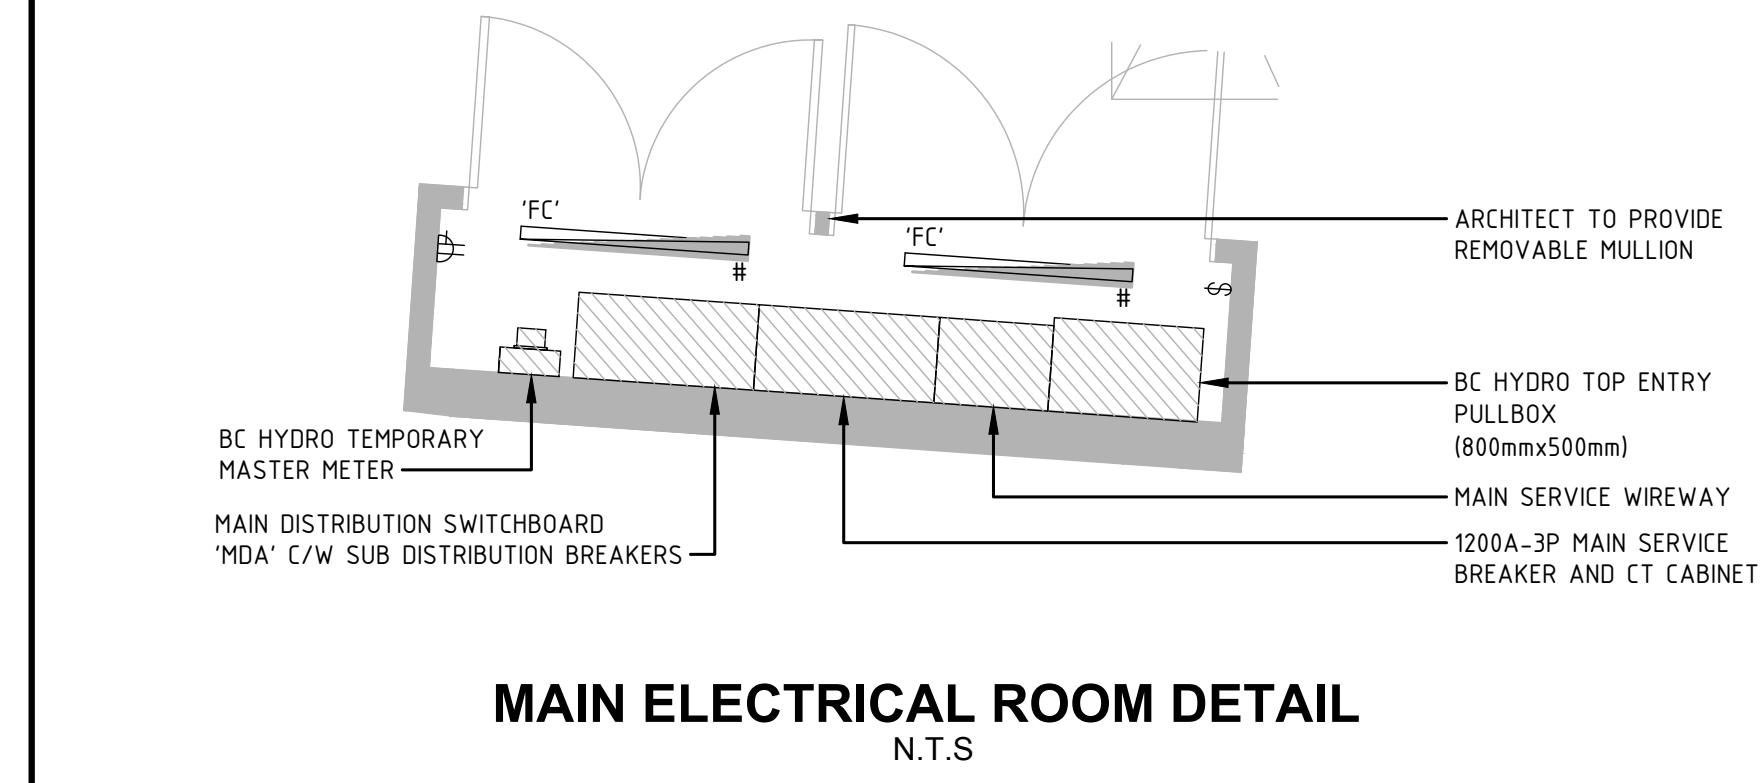 'FC'
#
'FC'
#
$
ARCHITECT TO PROVIDE
REMOVABLE MULLION
BC HYDRO TOP ENTRY
PULLBOX
(800mmx500mm)
BC HYDRO TEMPORARY
MASTER METER
MAIN SERVICE WIREWAY
MAIN DISTRIBUTION SWITCHBOARD
'MDA' C/W SUB DISTRIBUTION BREAKERS
1200A-3P MAIN SERVICE
BREAKER AND CT CABINET
MAIN ELECTRICAL ROOM DETAIL
N.T.S